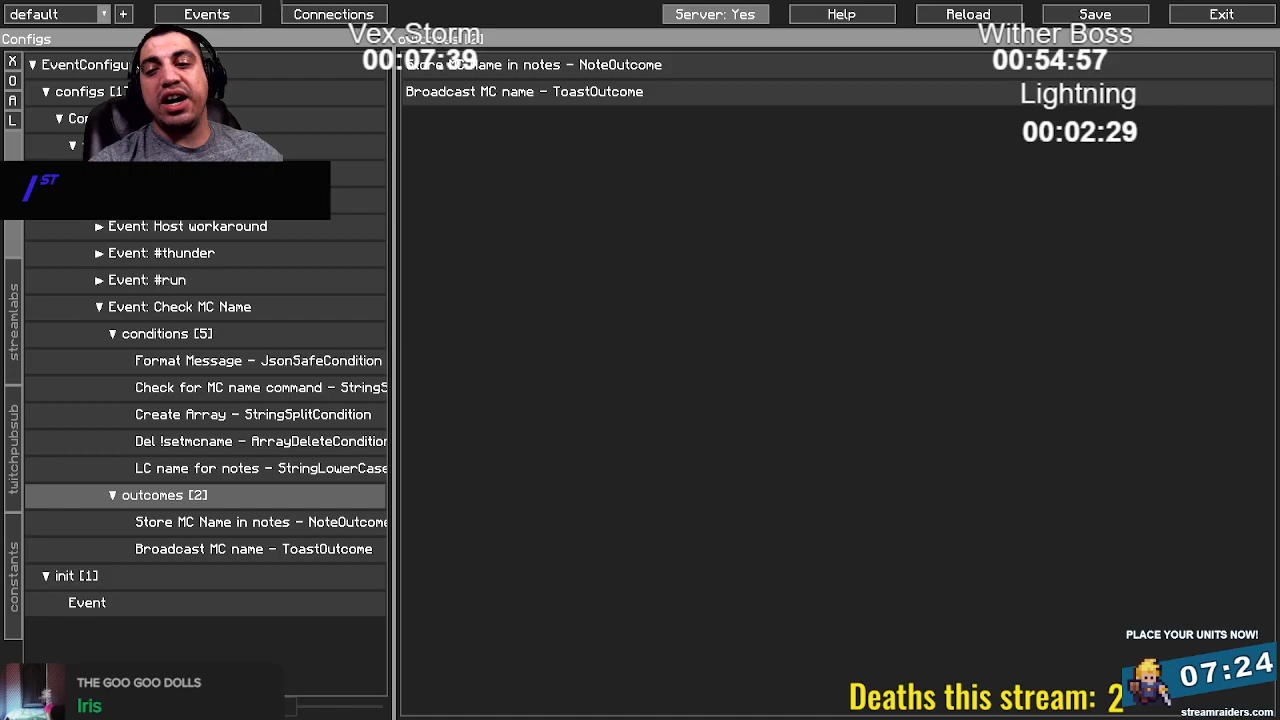 default
+
Events
Connections
Server: Yes
Help
Reload
Save
Exit
Configs
Vex Storm
00:07:39
Wither Boss
00:54:57
Lightning
00:02:29
X
O
A
L
streamlabs
twitchpubsub
constants
configs [1]
/ST
Event: Host workaround
Event: #thunder
Event: #run
Event: Check MC Name
conditions [5]
Format Message - JsonSafeCondition
Check for MC name command - StringS
Create Array - StringSplitCondition
Del !setmcname - ArrayDeleteCondition
LC name for notes - StringLowerCase
outcomes [2]
Store MC Name in notes - NoteOutcome
Broadcast MC name - ToastOutcome
init [1]
Event
Store MC Name in notes - NoteOutcome
Broadcast MC name - ToastOutcome
THE GOO GOO DOLLS
Iris
PLACE YOUR UNITS NOW!
07:24
Deaths this stream: 2
streamraiders.com